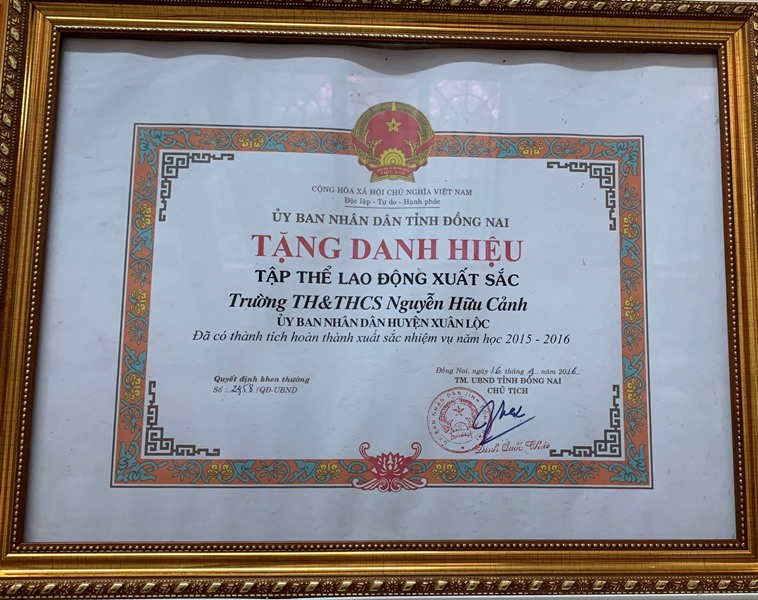 CỘNG HÒA XÃ HỘI CHỦ NGHĨA VIỆT NAM
Độc lập - Tự do - Hạnh phúc
ỦY BAN NHÂN DÂN TỈNH ĐỒNG NAI
TẶNG DANH HIỆU
TẬP THỂ LAO ĐỘNG XUẤT SẮC
Trường TH&THCS Nguyễn Hữu Cảnh
ỦY BAN NHÂN DÂN HUYỆN XUÂN LỘC
Đã có thành tích hoàn thành xuất sắc nhiệm vụ năm học 2015 - 2016
Quyết định khen thưởng
Số: /QĐ-UBND
Đồng Nai, ngày 16 tháng năm 2016
TM. UBND TỈNH ĐỒNG NAI
CHỦ TỊCH
Đinh Quốc Thái